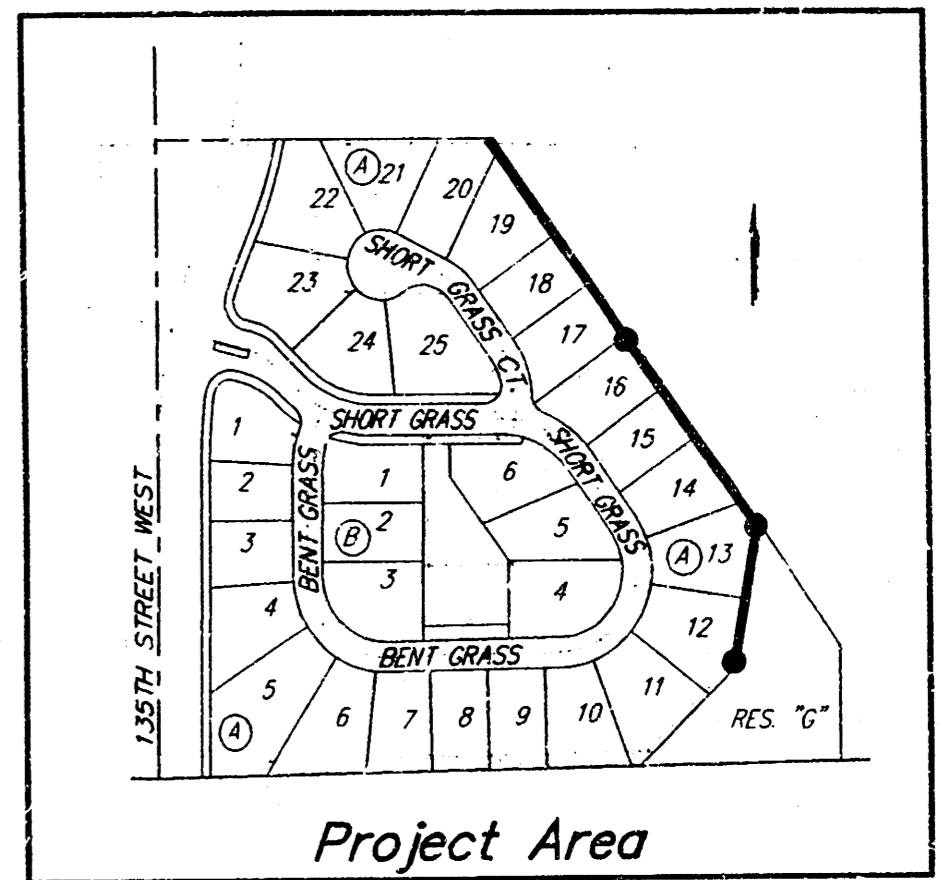 A 21
20
22
19
SHORT GRASS CT.
23
18
17
24
25
16
SHORT GRASS
1
15
SHORT GRASS
6
14
135TH STREET WEST
BENT GRASS
1
2
B 2
5
3
A 13
3
4
4
12
BENT GRASS
11
5
6
7
8
9
10
A
RES. "G"
Project Area